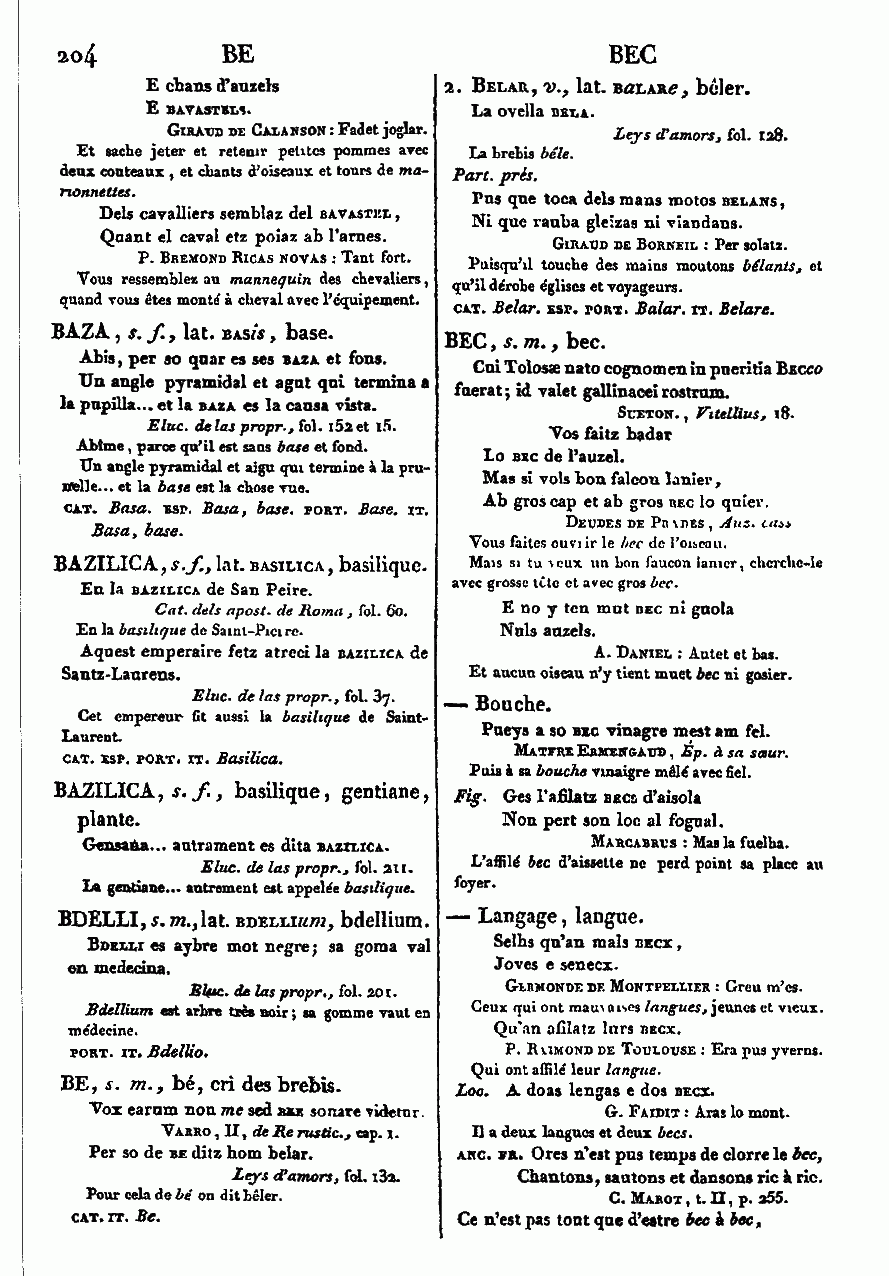 204 BE BEC
E chans d'auzels
E BAVASTELS.
GIRAUD DE CALANSON : Fadet joglar.
Et sache jeter et retenir petites pommes avec
deux couteaux, et chants d'oiseaux et tours de ma-
rionnettes.
Dels cavalliers semblaz del BAVASTEL,
Quant el caval etz poiaz ab l'arnes.
P. BREMOND RICAS NOVAS : Tant fort.
Vous ressemblez au mannequin des chevaliers,
quand vous êtes monté à cheval avec l'équipement.
BAZA, s. f., lat. BASis, base.
Abis, per so quar es ses BAZA et fons.
Un angle pyramidal et agut qui termina a
la pupilla... et la BAZA es la causa vista.
Eluc. de las propr., fol. 152 et 15.
Abîme, parce qu'il est sans base et fond.
Un angle pyramidal et aigu qui termine à la pru-
nelle... et la base est la chose vue.
CAT. Basa. ESP. Basa, base. PORT. Base. IT.
Basa, base.
BAZILICA, s. f., lat. BASILICA, basilique.
En la BAZILICA de San Peire.
Cat. dels apost. de Roma, fol. 60.
En la basilique de Saint-Pierre.
Aquest emperaire fetz atreci la BAZILICA de
Santz-Laurens.
Eluc. de las propr., fol. 37.
Cet empereur fit aussi la basilique de Saint-
Laurent.
CAT. ESP. PORT. IT. Basilica.
BAZILICA, s. f., basilique, gentiane,
plante.
Gensana... autrament es dita BAZILICA.
Eluc. de las propr., fol. 211.
La gentiane... autrement est appelée basilique.
BDELLI, s. m., lat. BDELLIum, bdellium.
BDELLI es aybre mot negre; sa goma val
en medecina.
Eluc. de las propr., fol. 201.
Bdellium est arbre très noir; sa gomme vaut en
médecine.
PORT. IT. Bdellio.
BE, s. m., bé, cri des brebis.
Vox earum non me sed BEE sonare videtur.
VARRO, II, de Re rustic., cap. 1.
Per so de BE ditz hom belar.
Leys d'amors, fol. 132.
Pour cela de bé on dit bêler.
CAT. IT. Be.
2. BELAR, v., lat. BALARe, bêler.
La ovella BELA.
Leys d'amors, fol. 128.
La brebis bêle.
Part. prés.
Pus que toca dels mans motos BELANS,
Ni que rauba gleizas ni viandans.
GIRAUD DE BORNEIL : Per solatz.
Puisqu'il touche des mains moutons bêlants, et
qu'il dérobe églises et voyageurs.
CAT. Belar. ESP. PORT. Balar. IT. Belare.
BEC, s. m., bec.
Cui Tolosæ nato cognomen in pueritia BECco
fuerat; id valet gallinacei rostrum.
SUETON., Vitellius, 18.
Vos faitz badar
Lo BEC de l'auzel.
Mas si vols bon falcou lanier,
Ab gros cap et ab gros BEC lo quier.
DEUDES DE PRADES, Auz. cass
Vous faites ouvrir le bec de l'oiseau.
Mais si tu veux un bon faucon lanier, cherche-le
avec grosse tête et avec gros bec.
E no y ten mut BEC ni guola
Nuls auzels.
A. DANIEL : Autet et bas.
Et aucun oiseau n'y tient muet bec ni gosier.
— Bouche.
Pueys a so BEC vinagre mest am fel.
MATFRE ERMENGAUD, Ép. à sa sœur.
Puis à sa bouche vinaigre mêlé avec fiel.
Fig. Ges l'afilatz BECS d'aisola
Non pert son loc al fogual.
MARCABRUS : Mas la fuelha.
L'affilé bec d'aissette ne perd point sa place au
foyer.
— Langage, langue.
Selhs qu'an mals BECX,
Joves e senecx.
GERMONDE DE MONTPELLIER : Greu m'es.
Ceux qui ont mauvaises langues, jeunes et vieux.
Qu'an afilatz lurs BECX.
P. RAIMOND DE TOULOUSE : Era pus yverns.
Qui ont affilé leur langue.
Loc. A doas lengas e dos BECX.
G. FAIDIT : Aras lo mont.
Il a deux langues et deux becs.
ANC. FR. Ores n'est pus temps de clorre le bec,
Chantons, sautons et dansons ric à ric.
C. MAROT, t. II, p. 255.
Ce n'est pas tout que d'estre bec à bec,